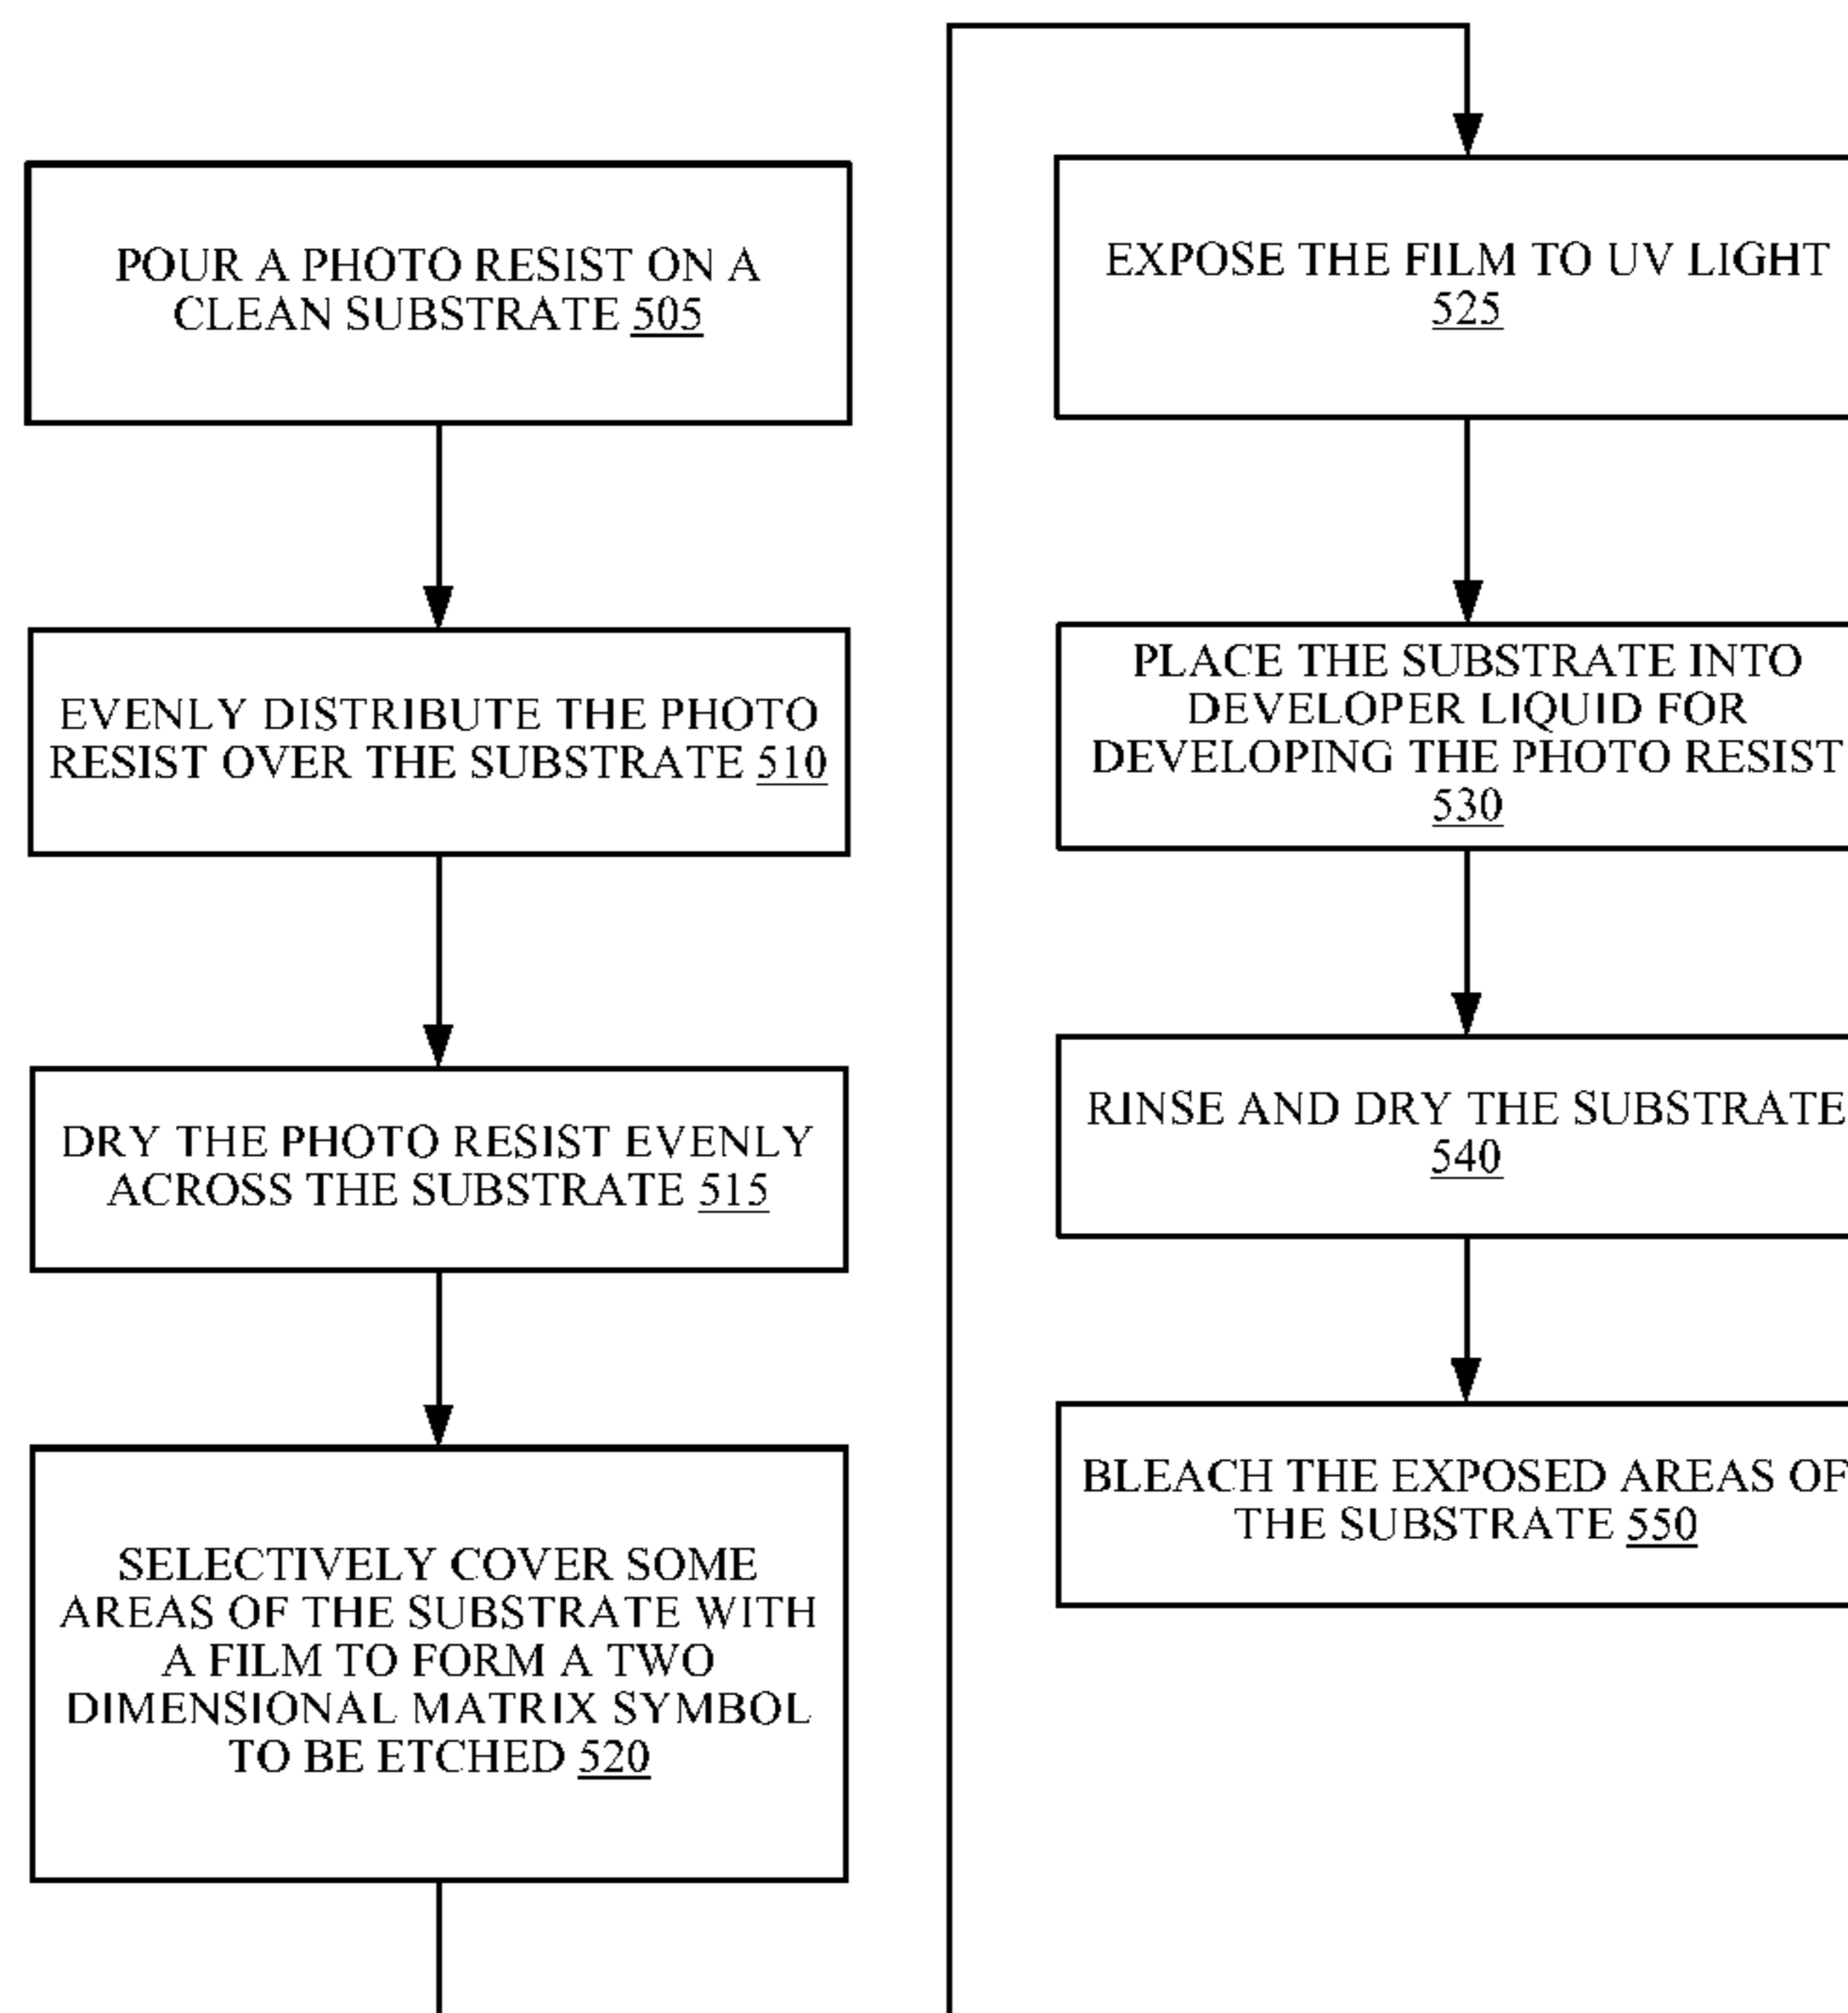 POUR A PHOTO RESIST ON A
CLEAN SUBSTRATE 505
EVENLY DISTRIBUTE THE PHOTO
RESIST OVER THE SUBSTRATE 510
DRY THE PHOTO RESIST EVENLY
ACROSS THE SUBSTRATE 515
SELECTIVELY COVER SOME
AREAS OF THE SUBSTRATE WITH
A FILM TO FORM A TWO
DIMENSIONAL MATRIX SYMBOL
TO BE ETCHED 520
EXPOSE THE FILM TO UV LIGHT
525
PLACE THE SUBSTRATE INTO
DEVELOPER LIQUID FOR
DEVELOPING THE PHOTO RESIST
530
RINSE AND DRY THE SUBSTRATE
540
BLEACH THE EXPOSED AREAS OF
THE SUBSTRATE 550